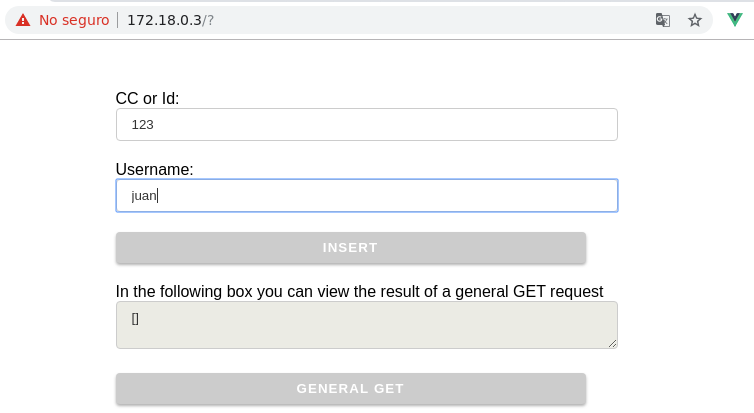 No seguro 172.18.0.3/?
CC or Id:
123
Username:
juan
INSERT
In the following box you can view the result of a general GET request
[]
GENERAL GET